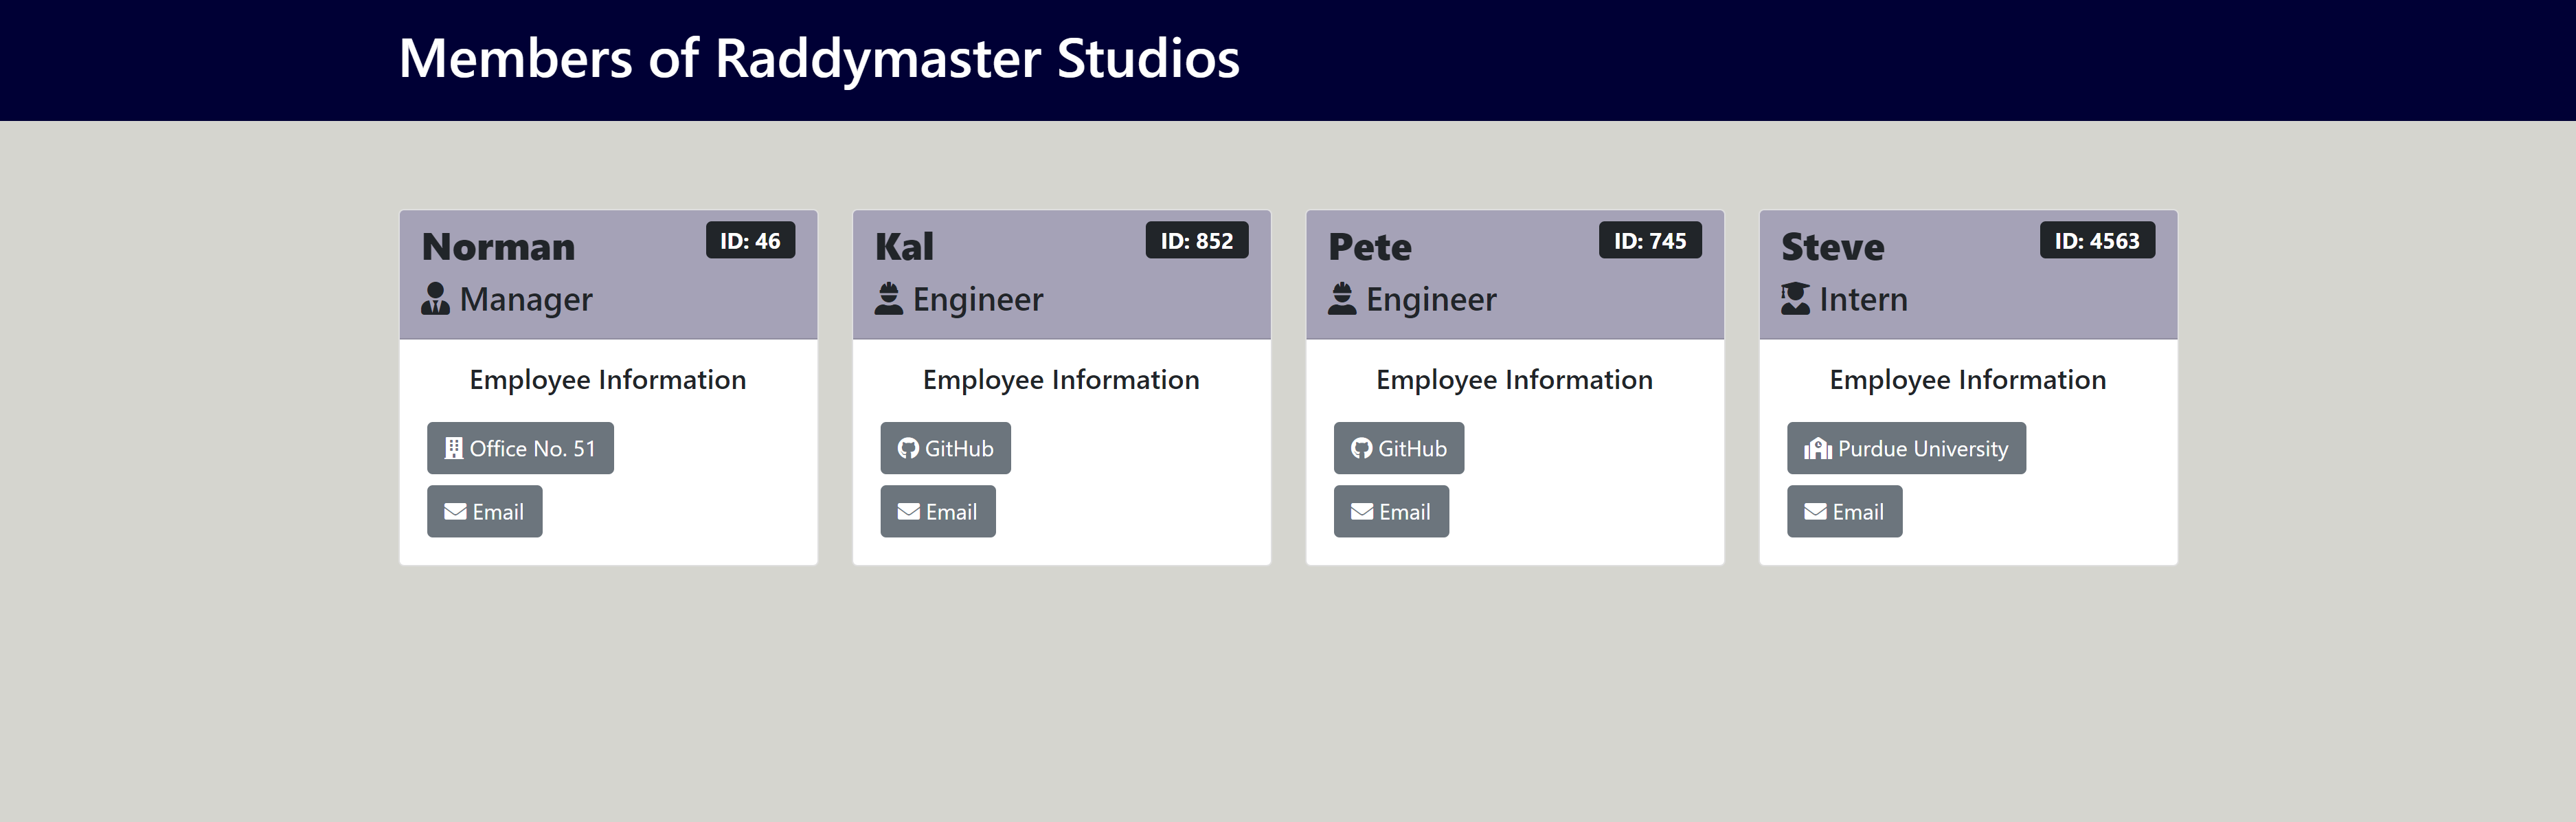 Members of Raddymaster Studios
Norman
ID: 46
Manager
Employee Information
Office No. 51
Email
Kal
ID: 852
Engineer
Employee Information
GitHub
Email
Pete
ID: 745
Engineer
Employee Information
GitHub
Email
Steve
ID: 4563
Intern
Employee Information
Purdue University
Email